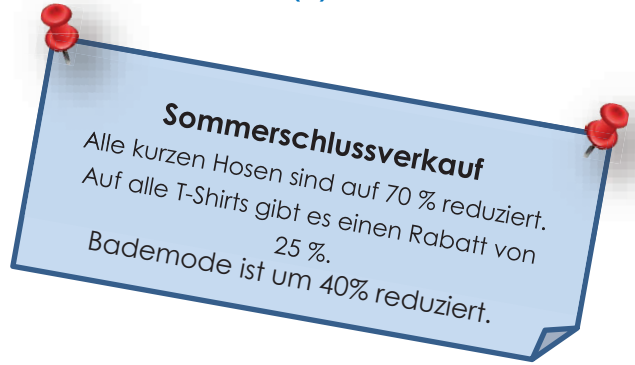 Sommerschlussverkauf
Alle kurzen Hosen sind auf 70 % reduziert.
Auf alle T-Shirts gibt es einen Rabatt von
25 %.
Bademode ist um 40% reduziert.